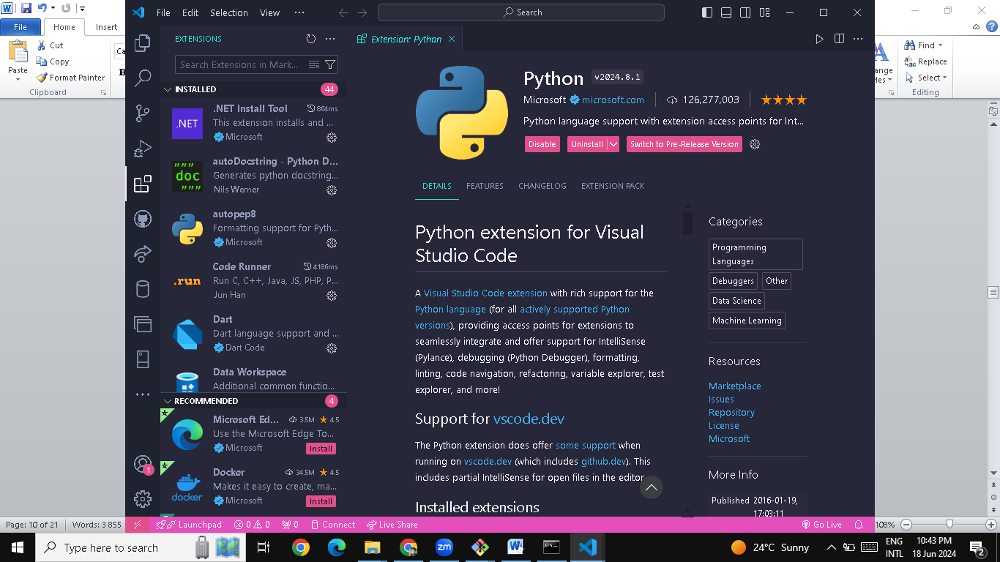 File
Home
Insert
Paste
Cut
Copy
Format Painter
Clipboard
Ca
B
File Edit Selection View
Search
Find
Replace
Select
Editing
ange
les
EXTENSIONS
Search Extensions in Mark...
INSTALLED 44
.NET
.NET Install Tool 864ms
This extension installs and ...
Microsoft
"""
doc
"""
autoDocstring - Python D...
Generates python docstring...
Nils Werner
autopep8
Formatting support for Pyth...
Microsoft
.run
Code Runner 4186ms
Run C, C++, Java, JS, PHP, P...
Jun Han
Dart
Dart language support and ...
Dart Code
Data Workspace
Additional common functio...
RECOMMENDED 4
Microsoft Ed... 3.5M 4.5
Use the Microsoft Edge To...
Microsoft Install
docker
Docker 34.5M 4.5
Makes it easy to create, ma...
Microsoft Install
1
Extension: Python
Python v2024.8.1
Microsoft microsoft.com 126,277,003
Python language support with extension access points for Int...
Disable Uninstall Switch to Pre-Release Version
DETAILS FEATURES CHANGELOG EXTENSION PACK
Python extension for Visual
Studio Code
A Visual Studio Code extension with rich support for the
Python language (for all actively supported Python
versions), providing access points for extensions to
seamlessly integrate and offer support for IntelliSense
(Pylance), debugging (Python Debugger), formatting,
linting, code navigation, refactoring, variable explorer, test
explorer, and more!
Support for vscode.dev
The Python extension does offer some support when
running on vscode.dev (which includes github.dev). This
includes partial IntelliSense for open files in the editor.
Installed extensions
Categories
Programming
Languages
Debuggers
Other
Data Science
Machine Learning
Resources
Marketplace
Issues
Repository
License
Microsoft
More Info
Published 2016-01-19,
17:03:11
Page: 10 of 21 Words: 3 855
Launchpad 0 0 0 Connect Live Share Go Live
108%
Type here to search
zm
24°C Sunny
ENG
INTL
10:43 PM
18 Jun 2024
2